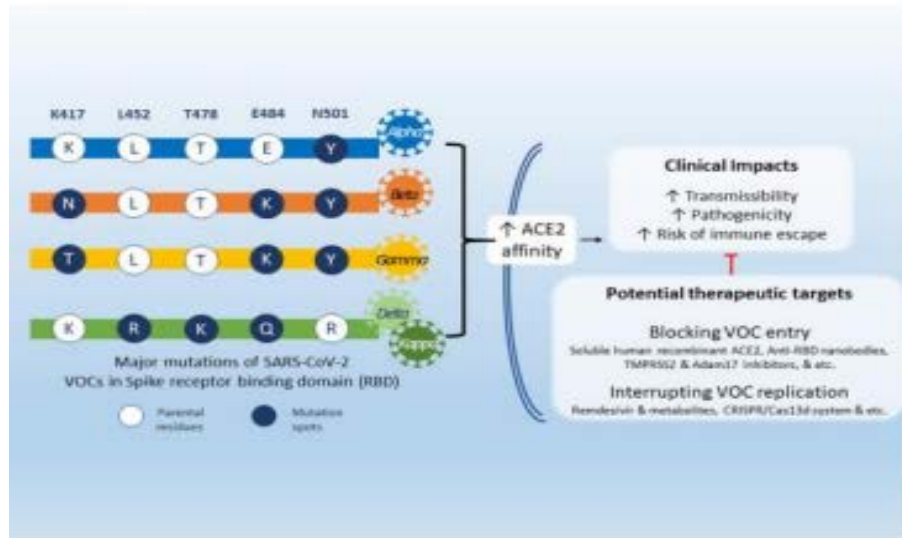 K417 L452 T478 E484 N501
K L T E Y Alpha
N L T K Y Beta
T L T K Y Gamma
Delta
K R K Q R Kappa
Major mutations of SARS-CoV-2
VOCs in Spike receptor binding domain (RBD)
Parental
residues
Mutation
spots
↑ ACE2
affinity
Clinical Impacts
↑ Transmissibility
↑ Pathogenicity
↑ Risk of immune escape
Potential therapeutic targets
Blocking VOC entry
Soluble human recombinant ACE2, Anti-RBD nanobodies,
TMPRSS2 & Adam17 inhibitors, & etc.
Interrupting VOC replication
Remdesivir & metabolites, CRISPR/Cas13d system & etc.